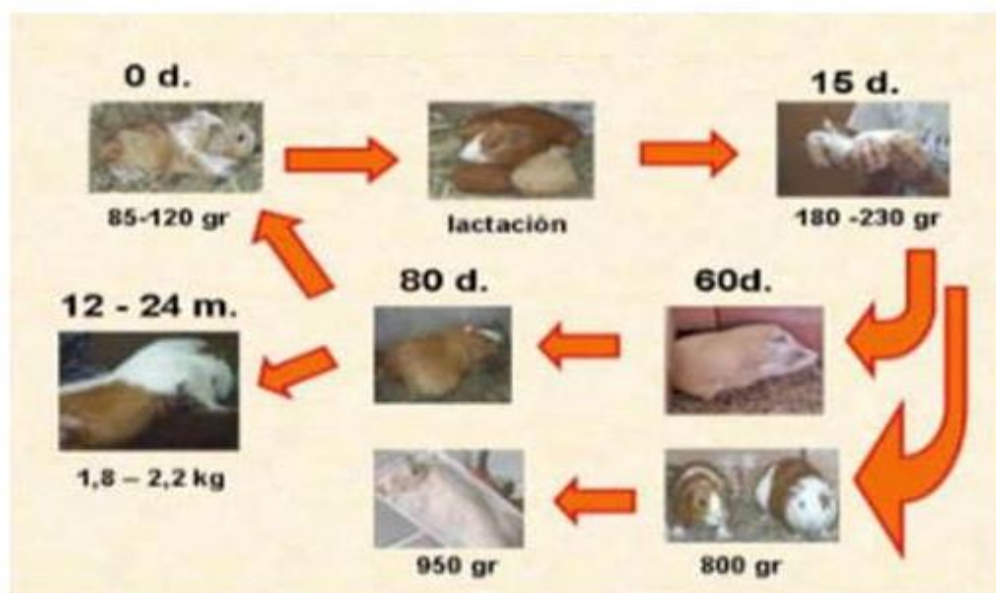 0 d.
85-120 gr
lactación
15 d.
180 -230 gr
12 - 24 m.
1,8 – 2,2 kg
80 d.
60d.
950 gr
800 gr